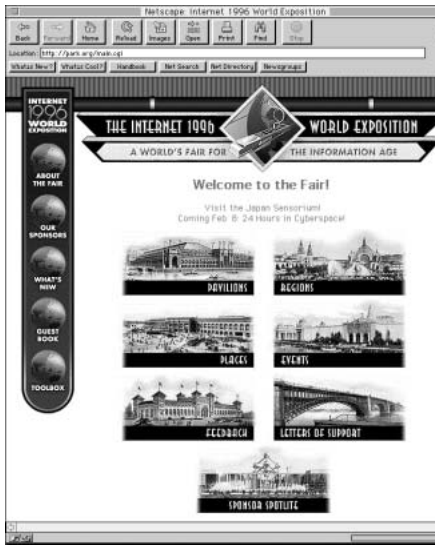 Netscape: Internet 1996 World Exposition
Back Forward Home Reload Images Open Print Find Stop
Location: http://park.org/main.cgi
What's New? What's Cool? Handbook Net Search Net Directory Newsgroups
INTERNET
1996
WORLD
EXPOSITION
ABOUT
THE FAIR
OUR
SPONSORS
WHAT'S
NEW
GUEST
BOOK
TOOLBOX
THE INTERNET 1996 WORLD EXPOSITION
A WORLD'S FAIR FOR THE INFORMATION AGE
Welcome to the Fair!
Visit the Japan Sensorium!
Coming Feb 8: 24 Hours in Cyberspace!
PAVILIONS REGIONS
PLACES EVENTS
FEEDBACK LETTERS OF SUPPORT
SPONSOR SPOTLITE